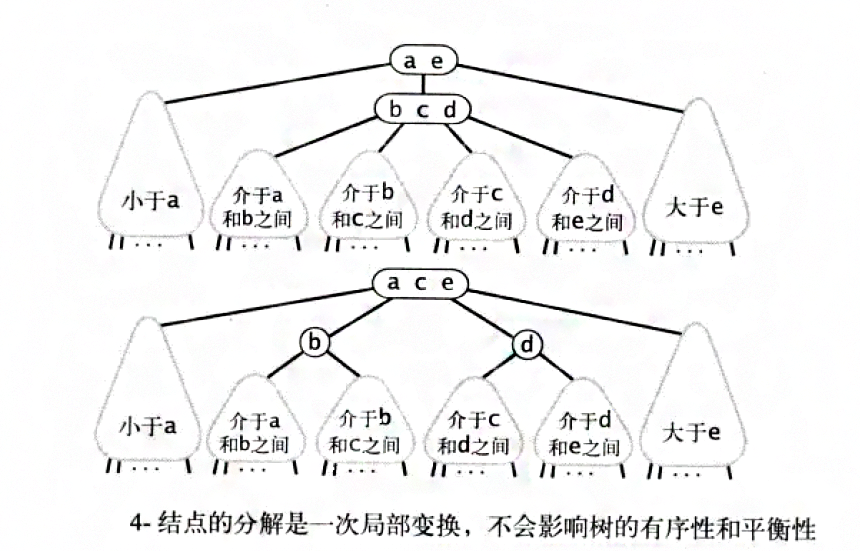 a e
b c d
小于a
介于a
和b之间
介于b
和c之间
介于c
和d之间
介于d
和e之间
大于e
...
...
...
...
...
...
a c e
b
d
小于a
介于a
和b之间
介于b
和c之间
介于c
和d之间
介于d
和e之间
大于e
...
...
...
...
...
...
4- 结点的分解是一次局部变换，不会影响树的有序性和平衡性